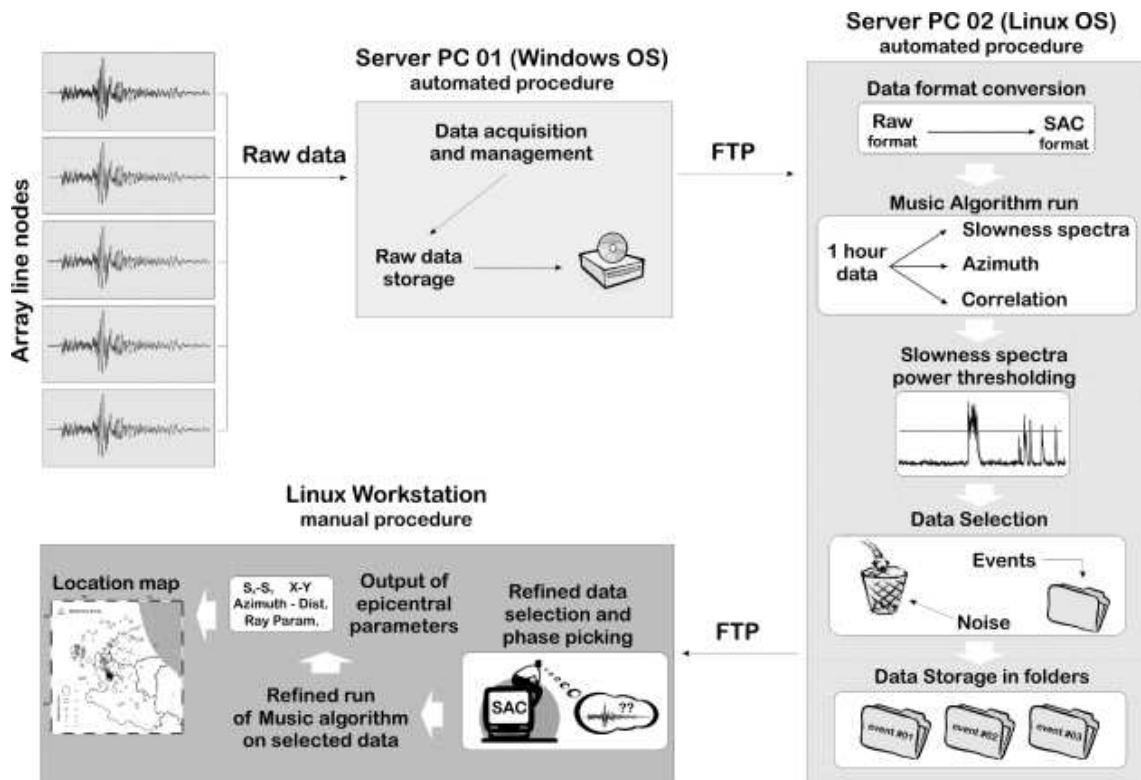 Array line nodes
Raw data
Server PC 01 (Windows OS)
automated procedure
Data acquisition
and management
Raw data
storage
FTP
Server PC 02 (Linux OS)
automated procedure
Data format conversion
Raw
format
SAC
format
Music Algorithm run
1 hour
data
Slowness spectra
Azimuth
Correlation
Slowness spectra
power thresholding
Data Selection
Events
Noise
Data Storage in folders
event #01
event #02
event #03
FTP
Linux Workstation
manual procedure
Refined data
selection and
phase picking
SAC
??
Refined run
of Music algorithm
on selected data
Output of
epicentral
parameters
X-Y
Azimuth - Dist.
Ray Param.
Location map